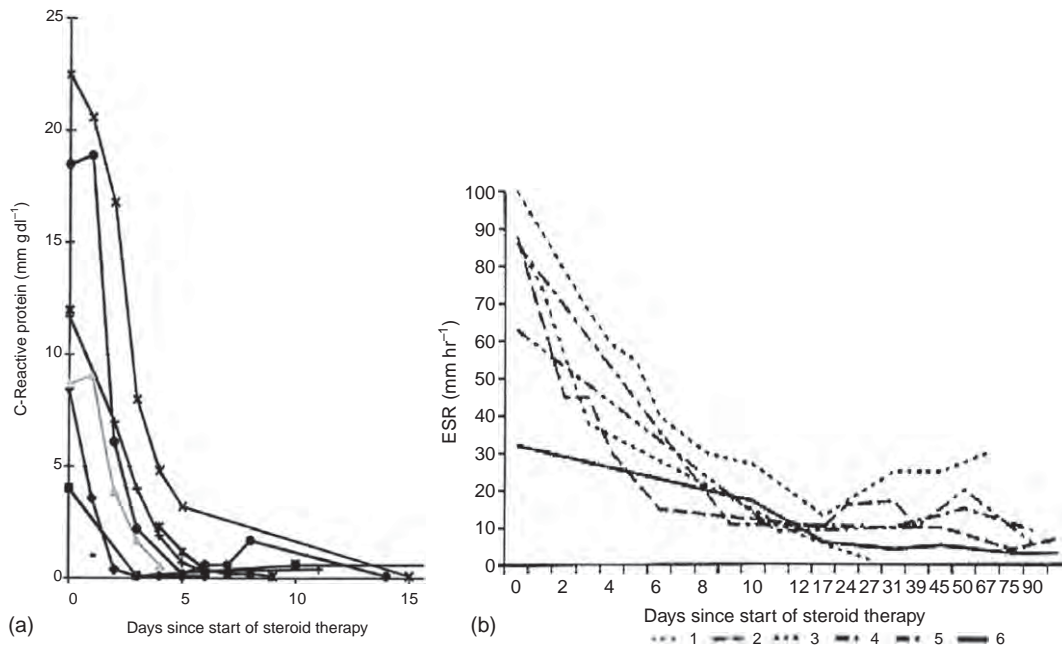 25
20
15
10
5
0
C-Reactive protein (mm gdl⁻¹)
0 5 10 15
(a) Days since start of steroid therapy
100
90
80
70
60
50
40
30
20
10
0
ESR (mm hr⁻¹)
0 2 4 6 8 10 12 17 24 27 31 39 45 50 67 75 90
(b) Days since start of steroid therapy
1 2 3 4 5 6